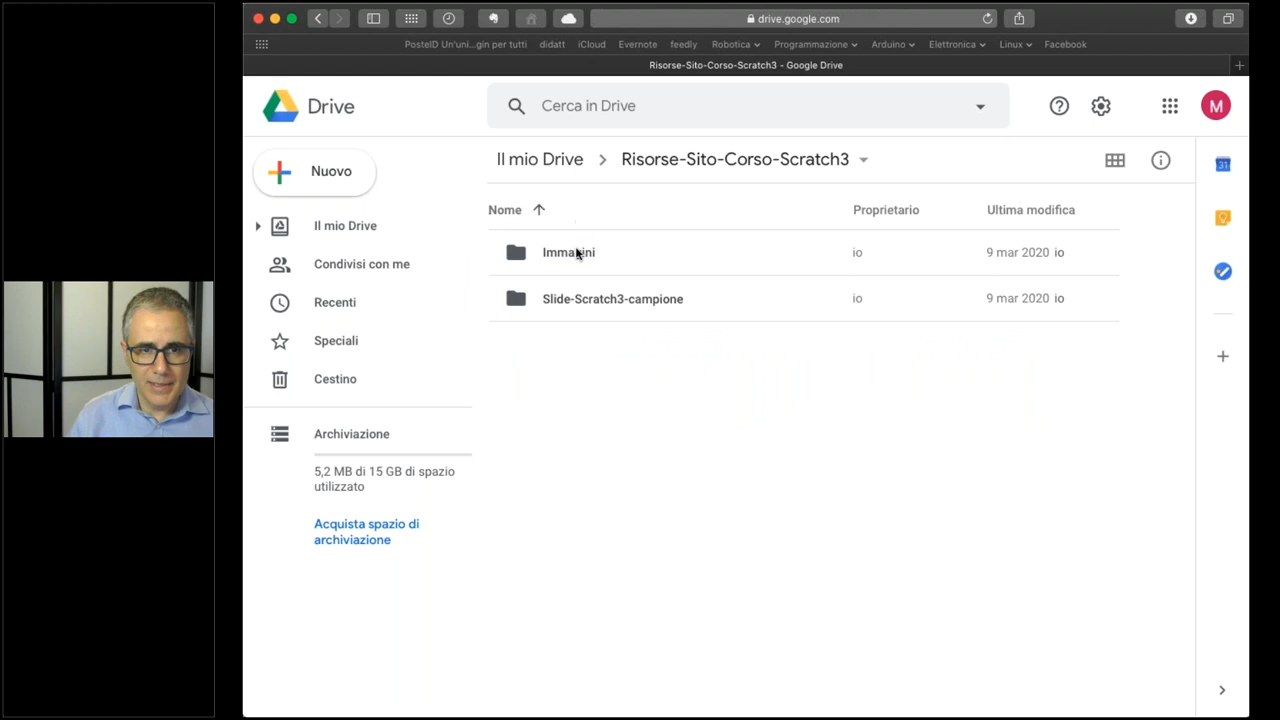 drive.google.com
PosteID Un'uni...gin per tutti didatt iCloud Evernote feedly Robotica Programmazione Arduino Elettronica Linux Facebook
Risorse-Sito-Corso-Scratch3 - Google Drive
Drive
Cerca in Drive
M
Nuovo
Il mio Drive
Condivisi con me
Recenti
Speciali
Cestino
Archiviazione
5,2 MB di 15 GB di spazio
utilizzato
Acquista spazio di
archiviazione
Il mio Drive > Risorse-Sito-Corso-Scratch3
Nome Proprietario Ultima modifica
Immagini io 9 mar 2020 io
Slide-Scratch3-campione io 9 mar 2020 io
31